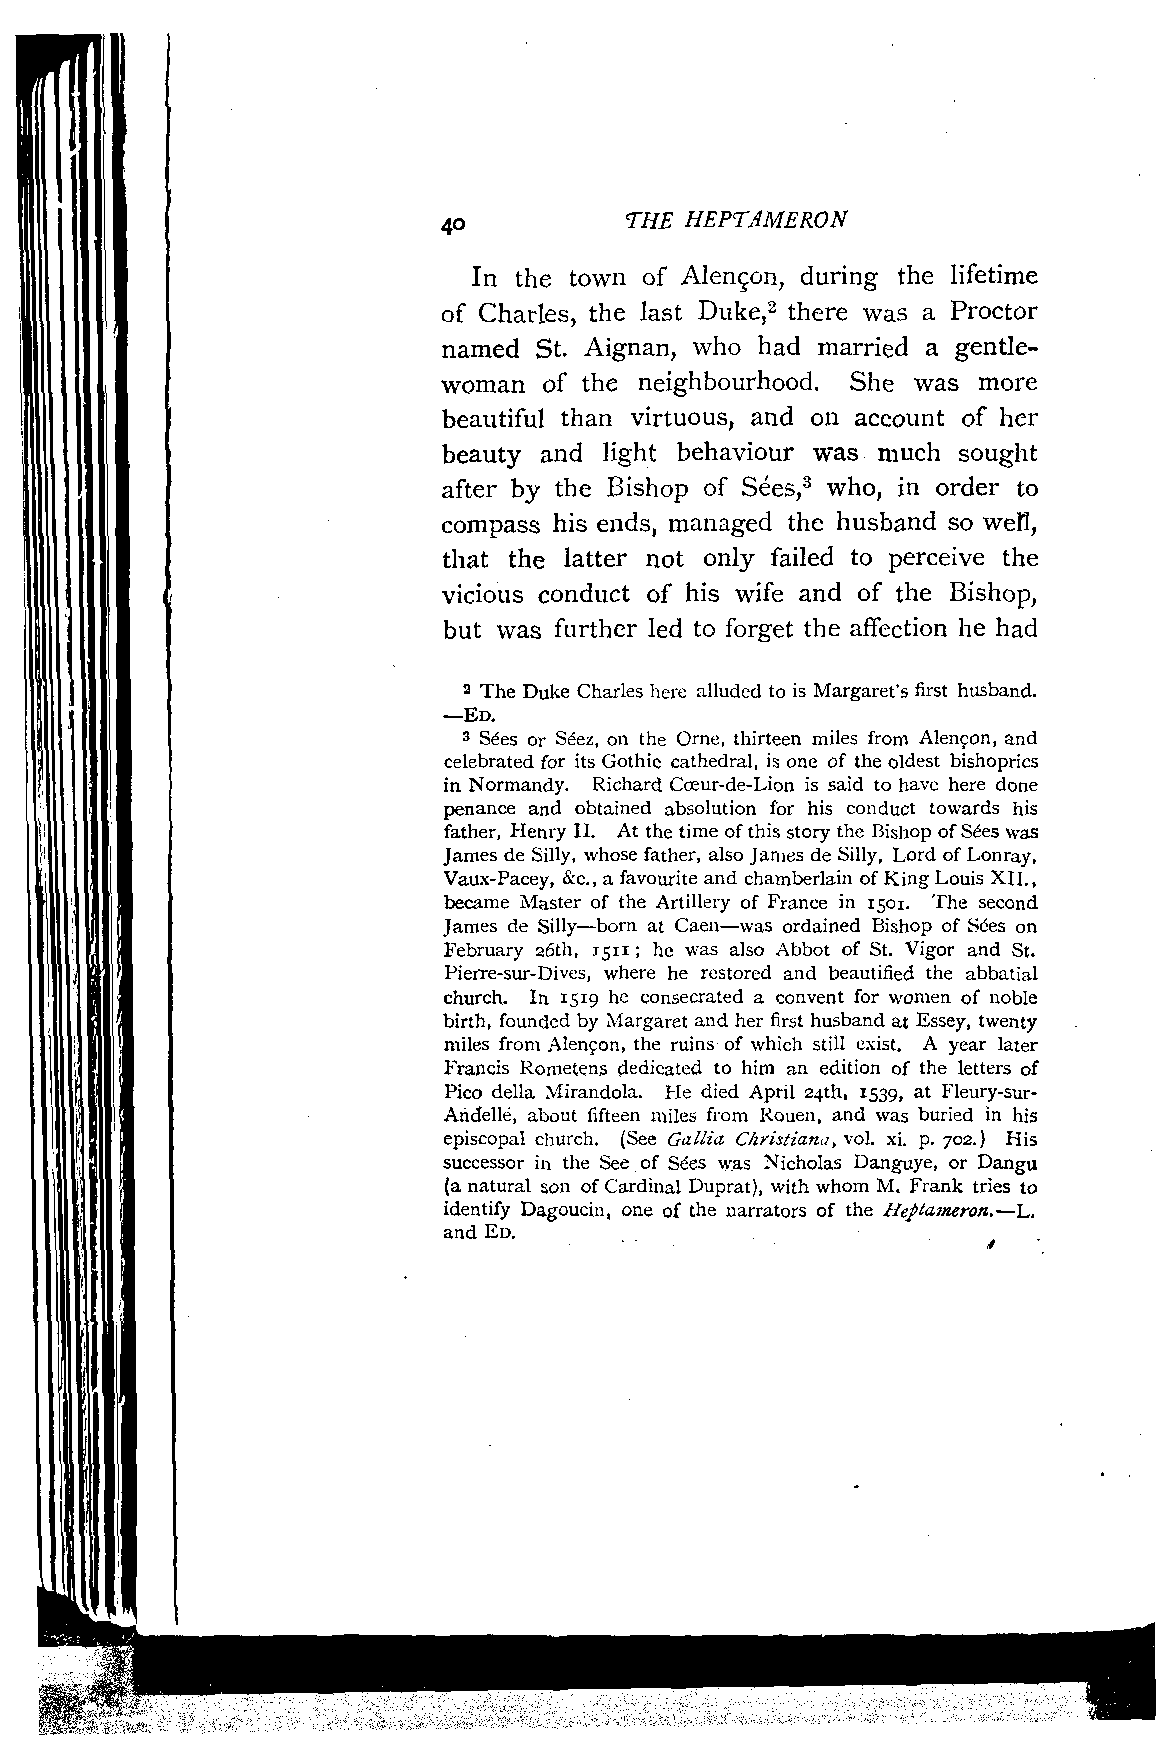 40 THE HEPTAMERON
In the town of Alençon, during the lifetime
of Charles, the last Duke,² there was a Proctor
named St. Aignan, who had married a gentle-
woman of the neighbourhood. She was more
beautiful than virtuous, and on account of her
beauty and light behaviour was much sought
after by the Bishop of Sées,³ who, in order to
compass his ends, managed the husband so well,
that the latter not only failed to perceive the
vicious conduct of his wife and of the Bishop,
but was further led to forget the affection he had
² The Duke Charles here alluded to is Margaret's first husband.
—ED.
³ Sées or Séez, on the Orne, thirteen miles from Alençon, and
celebrated for its Gothic cathedral, is one of the oldest bishoprics
in Normandy. Richard Cœur-de-Lion is said to have here done
penance and obtained absolution for his conduct towards his
father, Henry II. At the time of this story the Bishop of Sées was
James de Silly, whose father, also James de Silly, Lord of Lonray,
Vaux-Pacey, &c., a favourite and chamberlain of King Louis XII.,
became Master of the Artillery of France in 1501. The second
James de Silly—born at Caen—was ordained Bishop of Sées on
February 26th, 1511; he was also Abbot of St. Vigor and St.
Pierre-sur-Dives, where he restored and beautified the abbatial
church. In 1519 he consecrated a convent for women of noble
birth, founded by Margaret and her first husband at Essey, twenty
miles from Alençon, the ruins of which still exist. A year later
Francis Rometens dedicated to him an edition of the letters of
Pico della Mirandola. He died April 24th, 1539, at Fleury-sur-
Andellé, about fifteen miles from Rouen, and was buried in his
episcopal church. (See Gallia Christiana, vol. xi. p. 702.) His
successor in the See of Sées was Nicholas Danguye, or Dangu
(a natural son of Cardinal Duprat), with whom M. Frank tries to
identify Dagoucin, one of the narrators of the Heptameron.—L.
and ED.